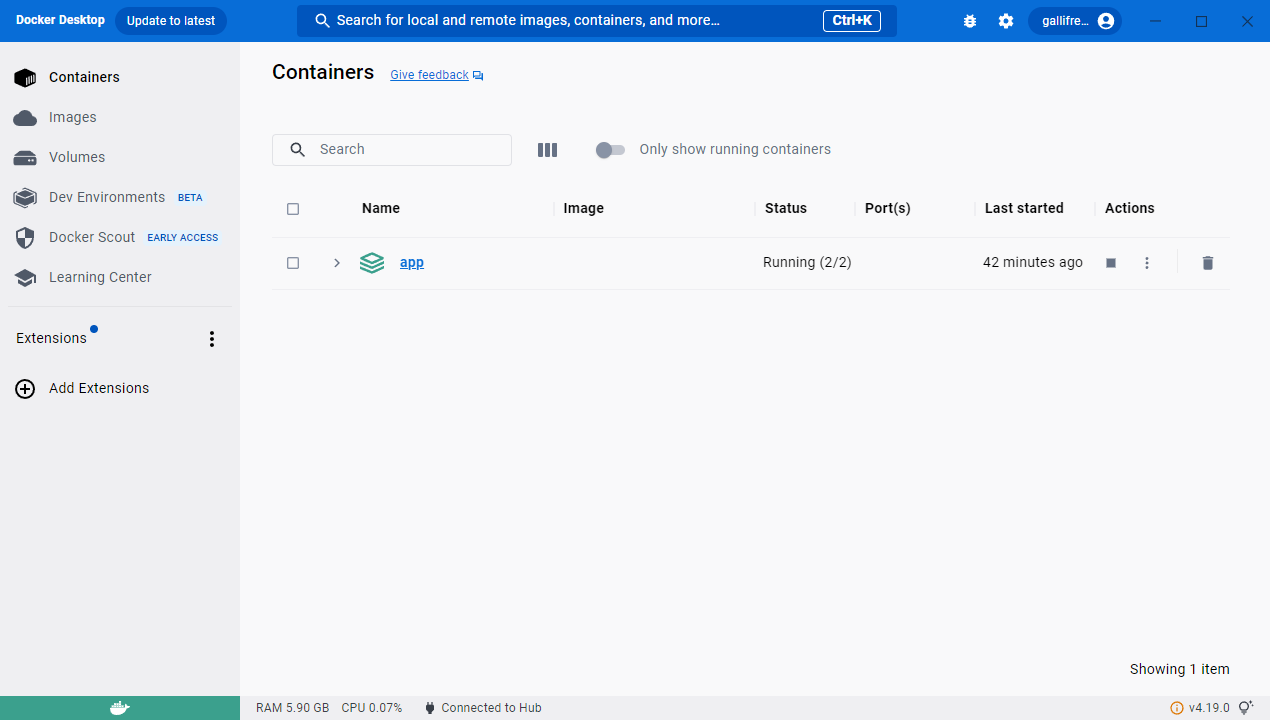 Docker Desktop Update to latest Search for local and remote images, containers, and more... Ctrl+K gallifre...
Containers
Images
Volumes
Dev Environments BETA
Docker Scout EARLY ACCESS
Learning Center
Extensions
Add Extensions
Containers Give feedback
Search Only show running containers
Name Image Status Port(s) Last started Actions
app Running (2/2) 42 minutes ago
Showing 1 item
RAM 5.90 GB CPU 0.07% Connected to Hub v4.19.0